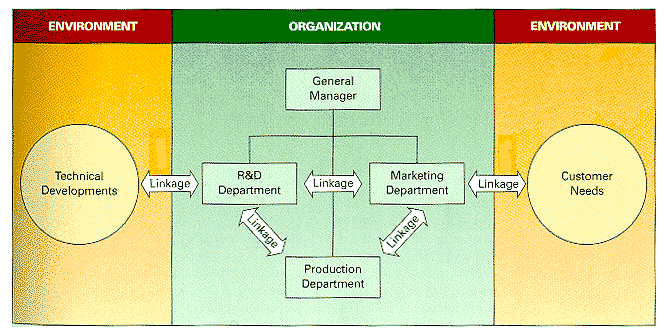 ENVIRONMENT
ORGANIZATION
ENVIRONMENT
General
Manager
Technical
Developments
Linkage
R&D
Department
Linkage
Marketing
Department
Linkage
Customer
Needs
Linkage
Linkage
Production
Department